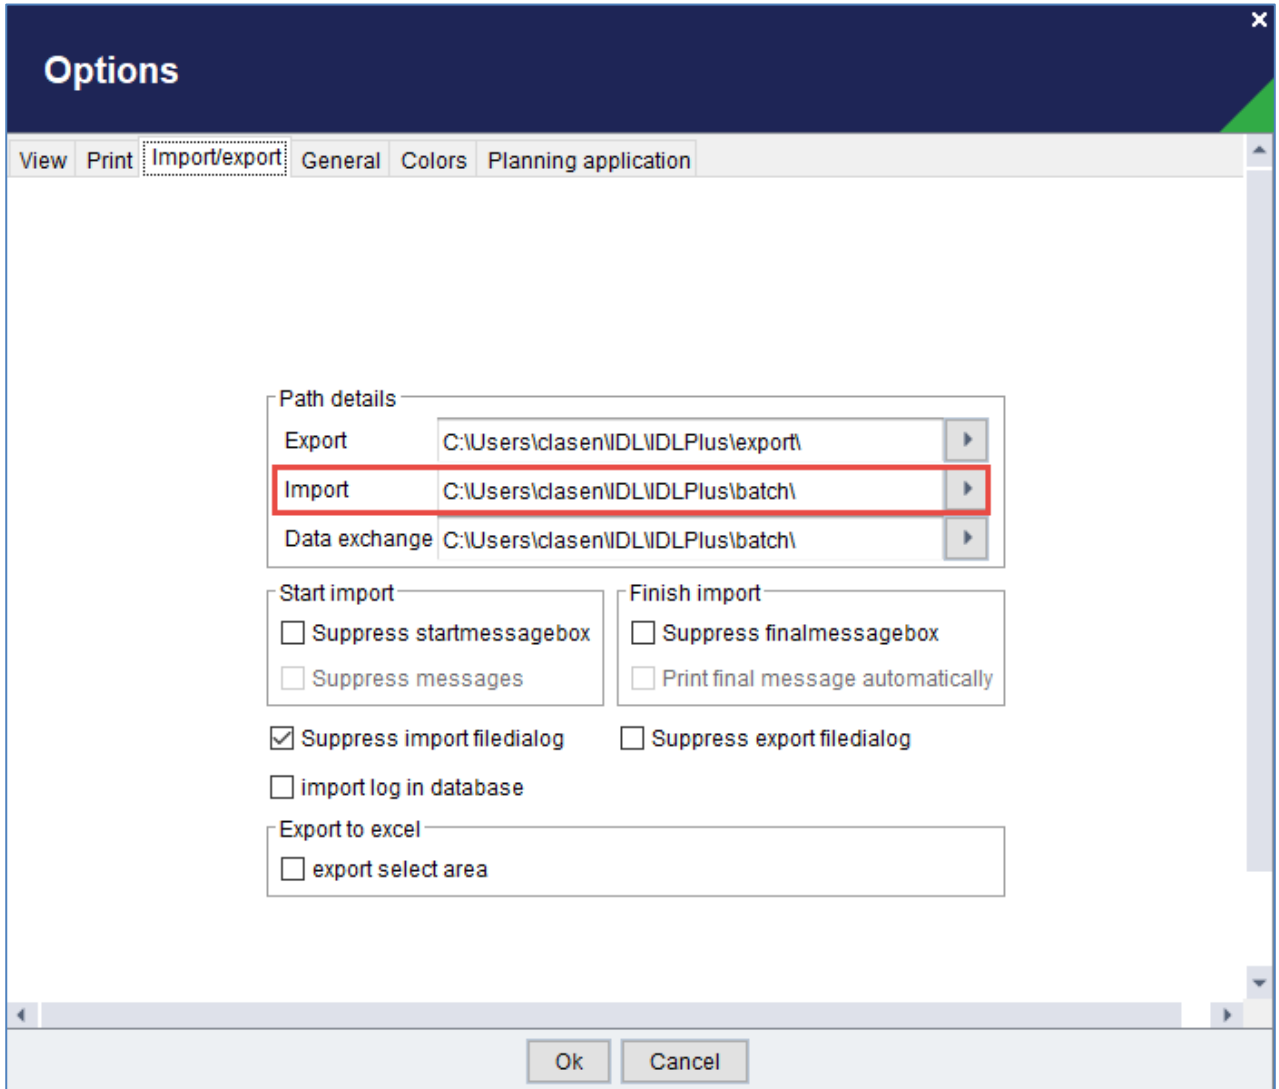 Options
View Print Import/export General Colors Planning application
Path details
Export C:\Users\clasen\IDL\IDLPlus\export\
Import C:\Users\clasen\IDL\IDLPlus\batch\
Data exchange C:\Users\clasen\IDL\IDLPlus\batch\
Start import Finish import
Suppress startmessagebox Suppress finalmessagebox
Suppress messages Print final message automatically
Suppress import filedialog Suppress export filedialog
import log in database
Export to excel
export select area
Ok Cancel